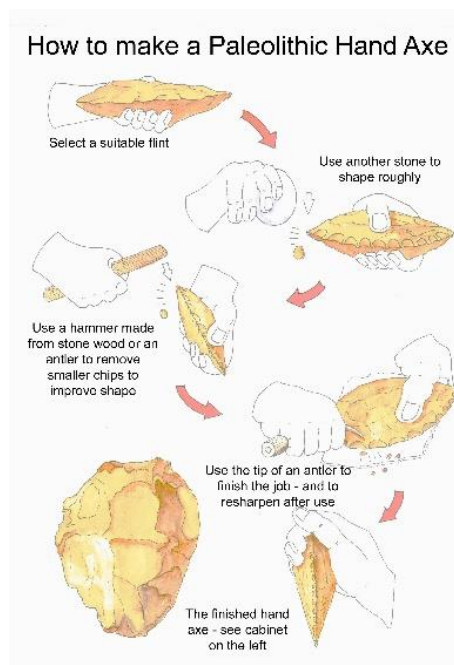 How to make a Paleolithic Hand Axe
Select a suitable flint
Use another stone to
shape roughly
Use a hammer made
from stone wood or an
antler to remove
smaller chips to
improve shape
Use the tip of an antler to
finish the job - and to
resharpen after use
The finished hand
axe - see cabinet
on the left